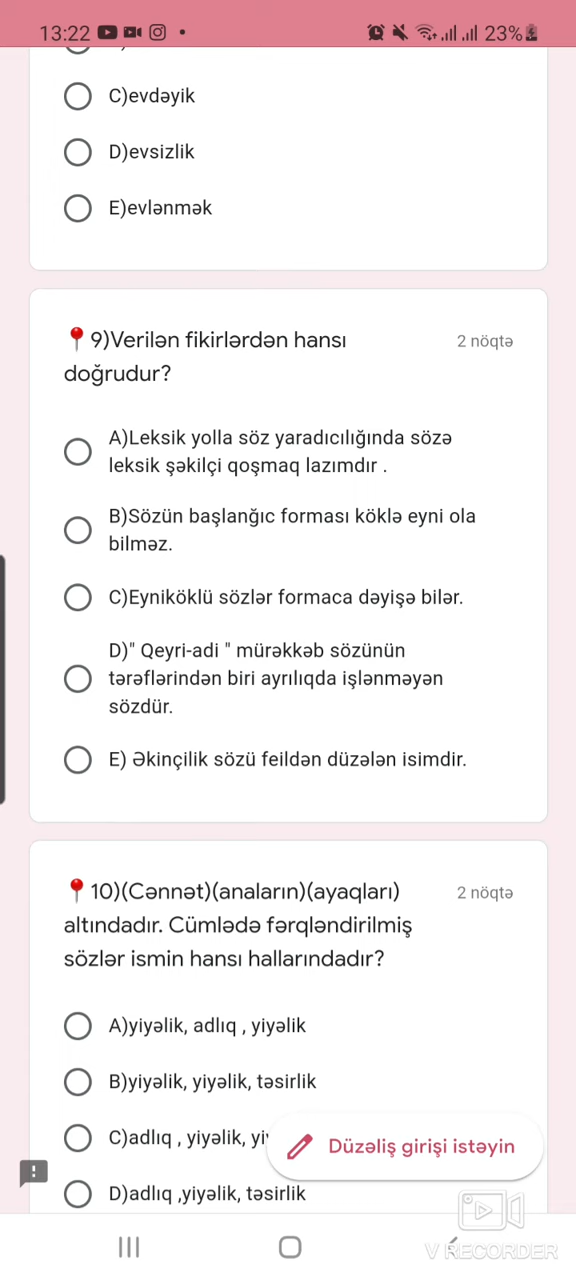 13:22
23%
C)evdəyik
D)evsizlik
E)evlənmək
9)Verilən fikirlərdən hansı
doğrudur?
2 nöqtə
A)Leksik yolla söz yaradıcılığında sözə
leksik şəkilçi qoşmaq lazımdır .
B)Sözün başlanğıc forması köklə eyni ola
bilməz.
C)Eyniköklü sözlər formaca dəyişə bilər.
D)" Qeyri-adi " mürəkkəb sözünün
tərəflərindən biri ayrılıqda işlənməyən
sözdür.
E) Əkinçilik sözü feildən düzələn isimdir.
10)(Cənnət)(anaların)(ayaqları)
altındadır. Cümlədə fərqləndirilmiş
sözlər ismin hansı hallarındadır?
2 nöqtə
A)yiyəlik, adlıq , yiyəlik
B)yiyəlik, yiyəlik, təsirlik
C)adlıq , yiyəlik,
Düzəliş girişi istəyin
D)adlıq ,yiyəlik, təsirlik
V RECORDER